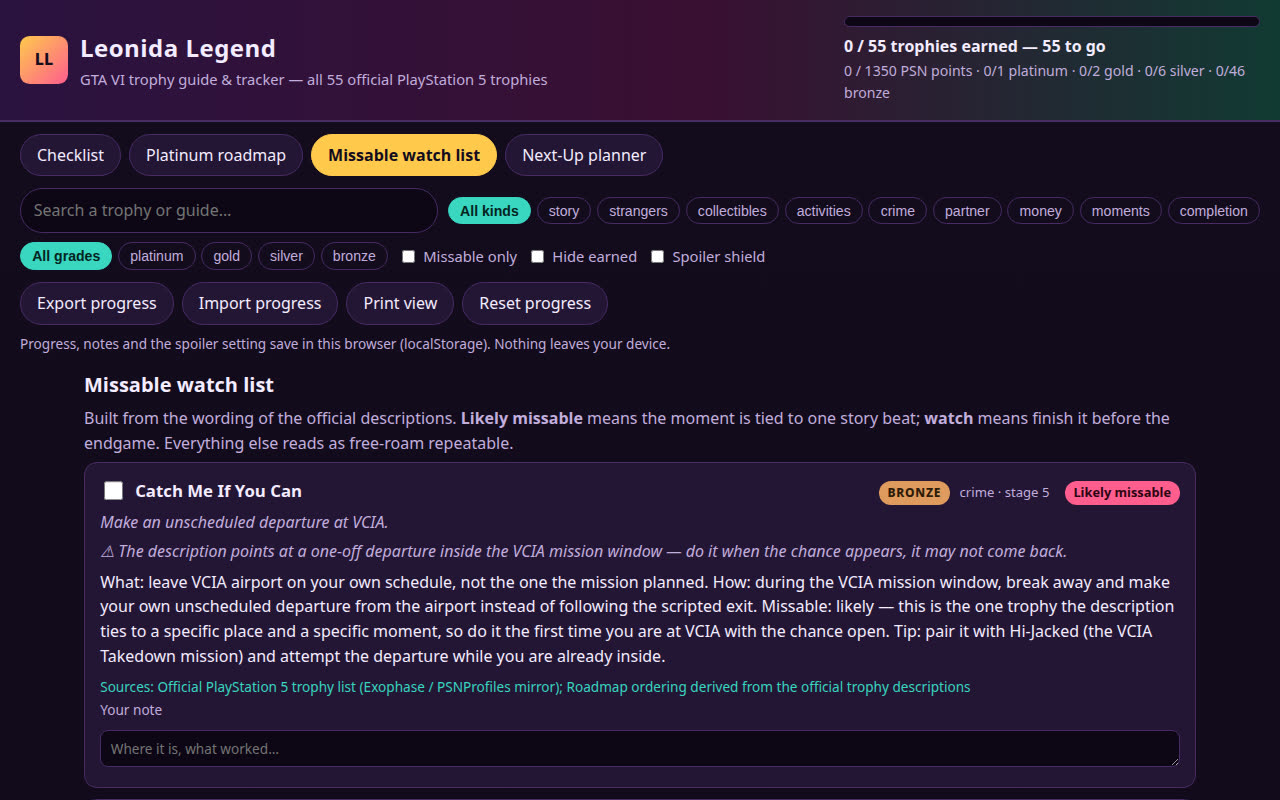 LL
Leonida Legend
GTA VI trophy guide & tracker — all 55 official PlayStation 5 trophies
0 / 55 trophies earned — 55 to go
0 / 1350 PSN points · 0/1 platinum · 0/2 gold · 0/6 silver · 0/46
bronze
Checklist Platinum roadmap Missable watch list Next-Up planner
Search a trophy or guide... All kinds story strangers collectibles activities crime partner money moments completion
All grades platinum gold silver bronze Missable only Hide earned Spoiler shield
Export progress Import progress Print view Reset progress
Progress, notes and the spoiler setting save in this browser (localStorage). Nothing leaves your device.
Missable watch list
Built from the wording of the official descriptions. Likely missable means the moment is tied to one story beat; watch means finish it before the
endgame. Everything else reads as free-roam repeatable.
Catch Me If You Can BRONZE crime · stage 5 Likely missable
Make an unscheduled departure at VCIA.
⚠ The description points at a one-off departure inside the VCIA mission window — do it when the chance appears, it may not come back.
What: leave VCIA airport on your own schedule, not the one the mission planned. How: during the VCIA mission window, break away and make
your own unscheduled departure from the airport instead of following the scripted exit. Missable: likely — this is the one trophy the description
ties to a specific place and a specific moment, so do it the first time you are at VCIA with the chance open. Tip: pair it with Hi-Jacked (the VCIA
Takedown mission) and attempt the departure while you are already inside.
Sources: Official PlayStation 5 trophy list (Exophase / PSNProfiles mirror); Roadmap ordering derived from the official trophy descriptions
Your note
Where it is, what worked...